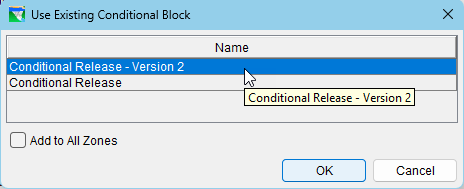 Use Existing Conditional Block
Name
Conditional Release - Version 2
Conditional Release
Conditional Release - Version 2
Add to All Zones
OK
Cancel